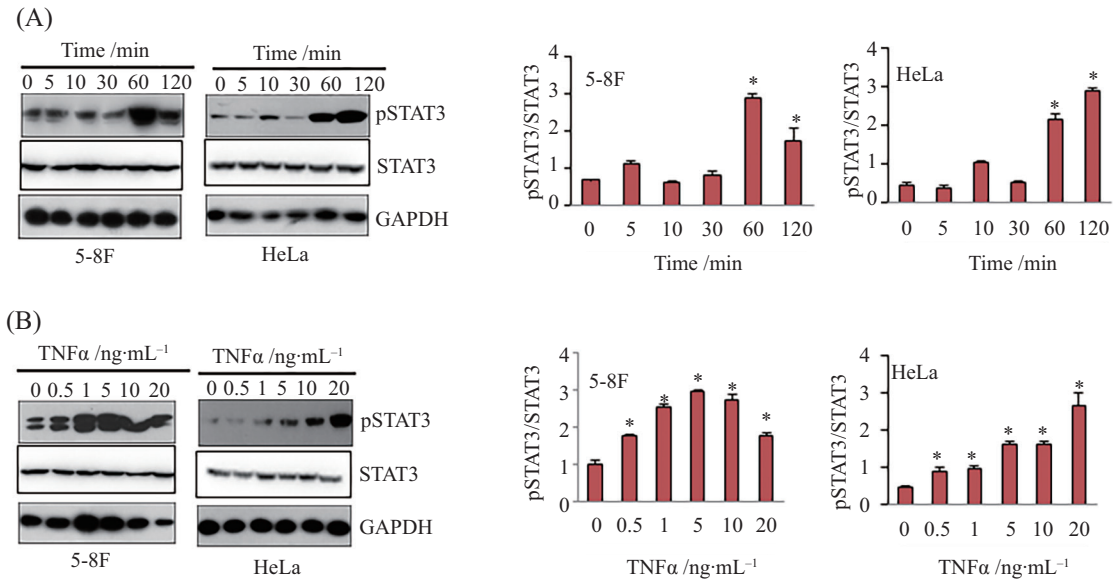 (A)
Time /min
Time /min
0 5 10 30 60 120
0 5 10 30 60 120
pSTAT3
STAT3
GAPDH
5-8F
HeLa
pSTAT3/STAT3
4
3
2
1
0
5-8F
*
*
0 5 10 30 60 120
Time /min
pSTAT3/STAT3
4
3
2
1
0
HeLa
*
*
0 5 10 30 60 120
Time /min
(B)
TNFα /ng·mL⁻¹
TNFα /ng·mL⁻¹
0 0.5 1 5 10 20
0 0.5 1 5 10 20
pSTAT3
STAT3
GAPDH
5-8F
HeLa
pSTAT3/STAT3
4
3
2
1
0
5-8F
* * * * *
0 0.5 1 5 10 20
TNFα /ng·mL⁻¹
pSTAT3/STAT3
4
3
2
1
0
HeLa
* * * * *
0 0.5 1 5 10 20
TNFα /ng·mL⁻¹